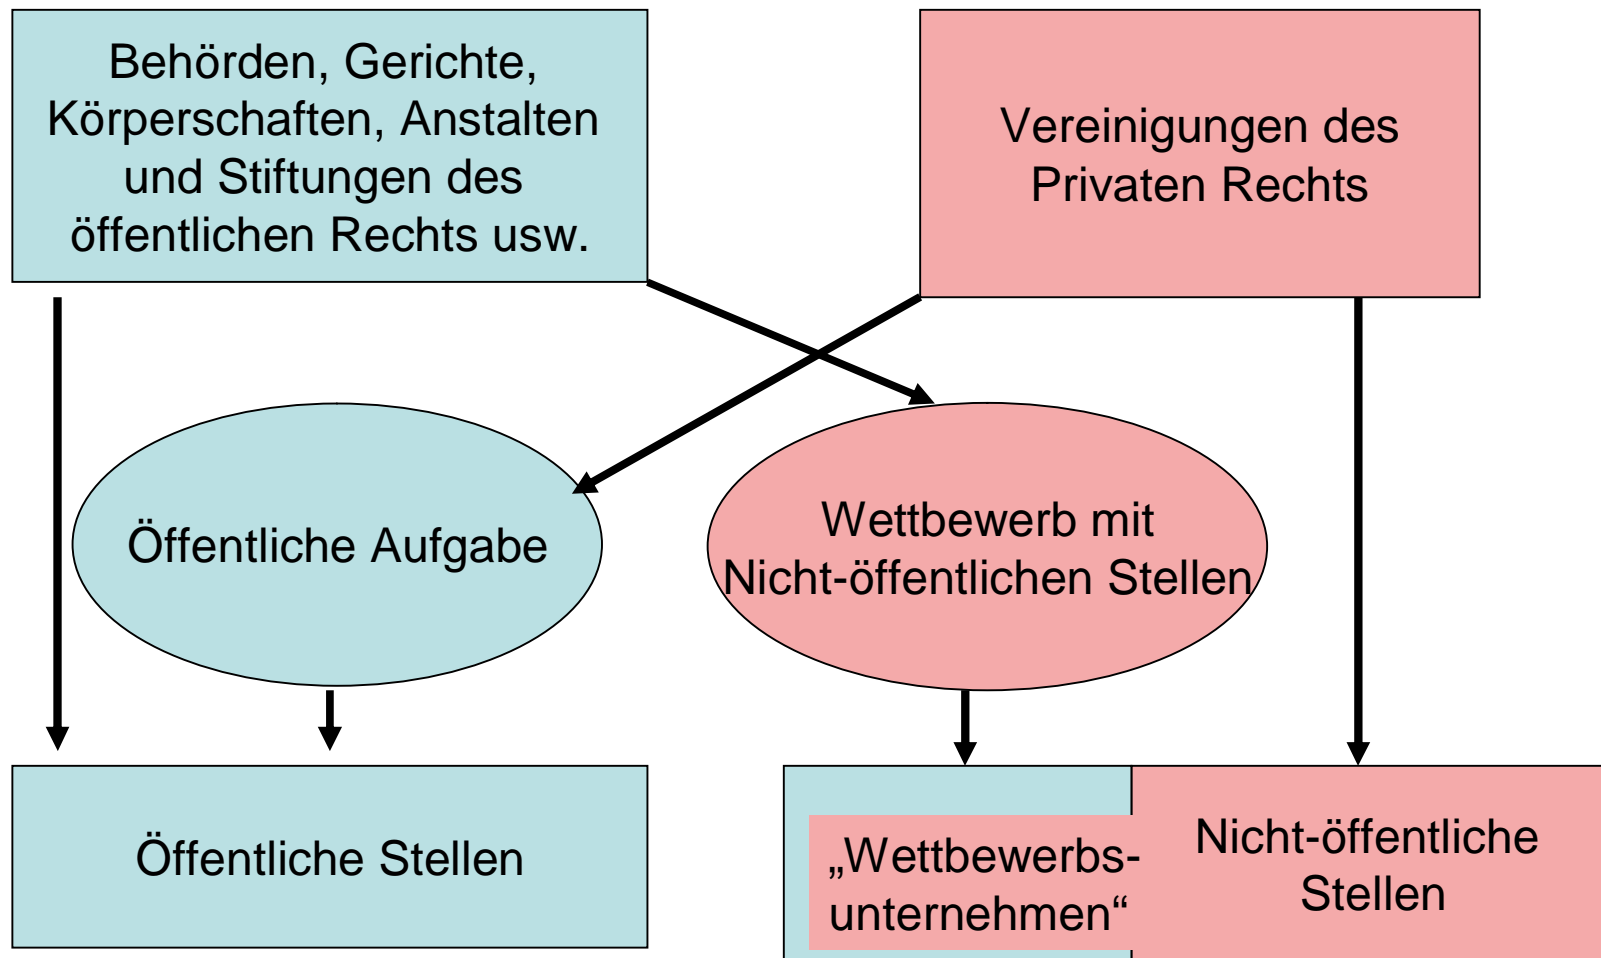 Behörden, Gerichte,
Körperschaften, Anstalten
und Stiftungen des
öffentlichen Rechts usw.
Vereinigungen des
Privaten Rechts
Öffentliche Aufgabe
Wettbewerb mit
Nicht-öffentlichen Stellen
Öffentliche Stellen
„Wettbewerbs-
unternehmen“
Nicht-öffentliche
Stellen